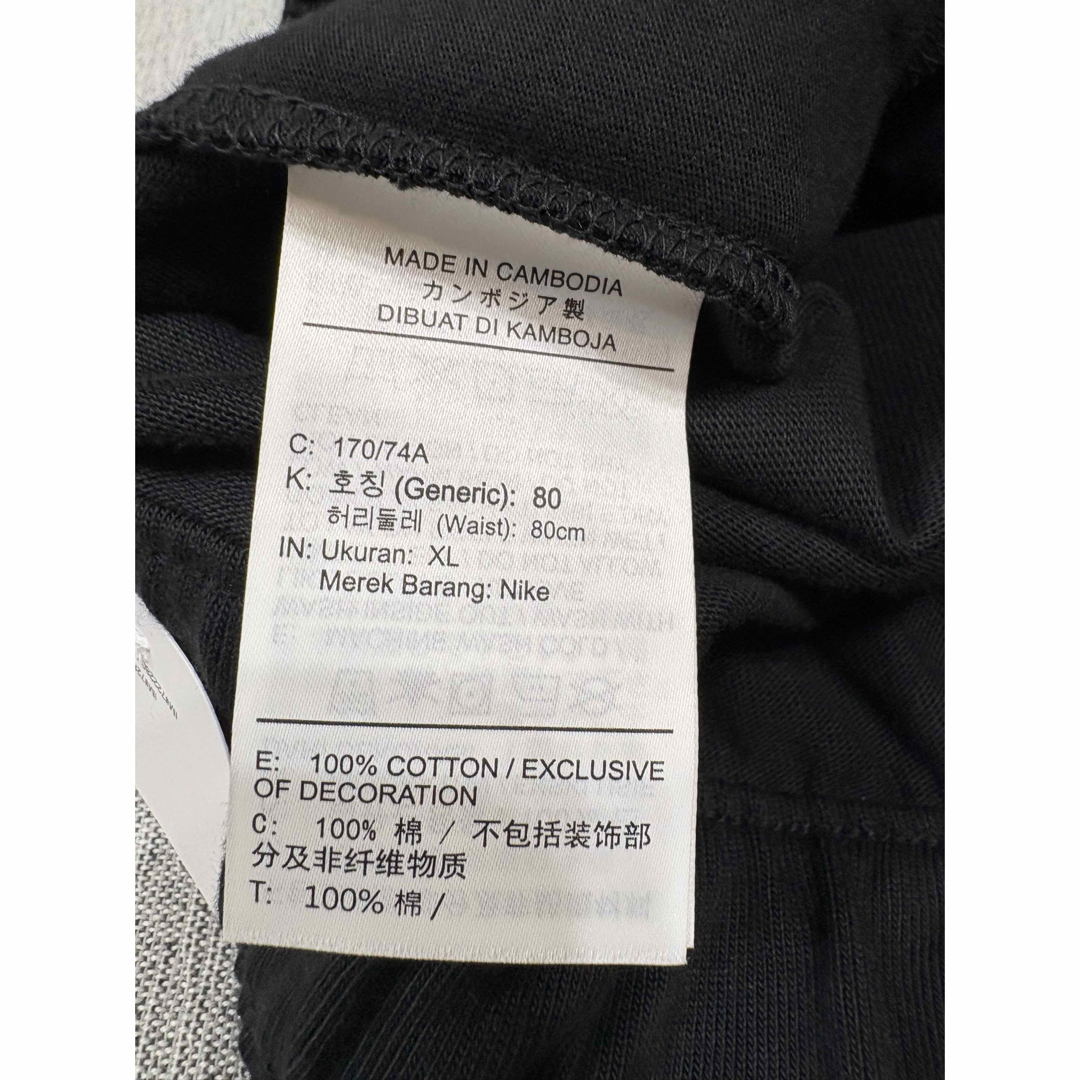 MADE IN CAMBODIA
カンボジア製
DIBUAT DI KAMBOJA
C: 170/74A
K: 호칭 (Generic): 80
허리둘레 (Waist): 80cm
IN: Ukuran: XL
Merek Barang: Nike
E: 100% COTTON / EXCLUSIVE
OF DECORATION
C: 100% 棉 / 不包括装饰部
分及非纤维物质
T: 100% 棉 /